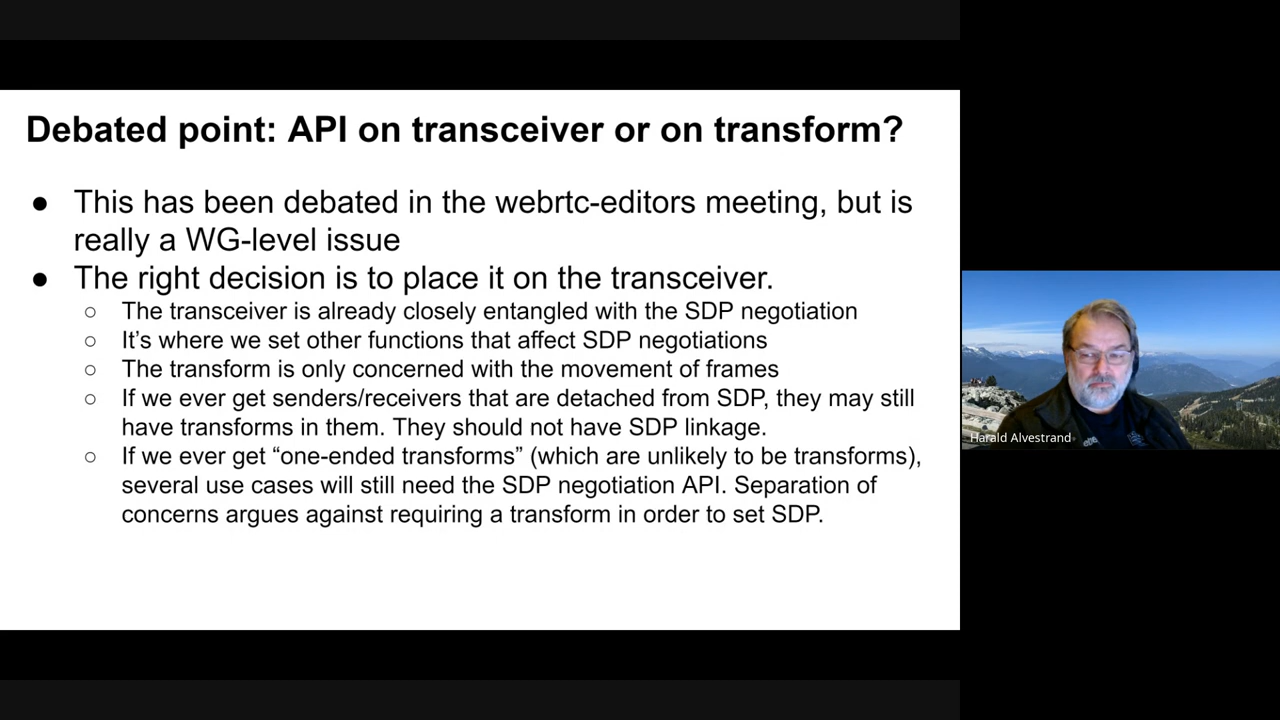 Debated point: API on transceiver or on transform?
● This has been debated in the webrtc-editors meeting, but is
really a WG-level issue
● The right decision is to place it on the transceiver.
○ The transceiver is already closely entangled with the SDP negotiation
○ It’s where we set other functions that affect SDP negotiations
○ The transform is only concerned with the movement of frames
○ If we ever get senders/receivers that are detached from SDP, they may still
have transforms in them. They should not have SDP linkage.
○ If we ever get “one-ended transforms” (which are unlikely to be transforms),
several use cases will still need the SDP negotiation API. Separation of
concerns argues against requiring a transform in order to set SDP.
Harald Alvestrand